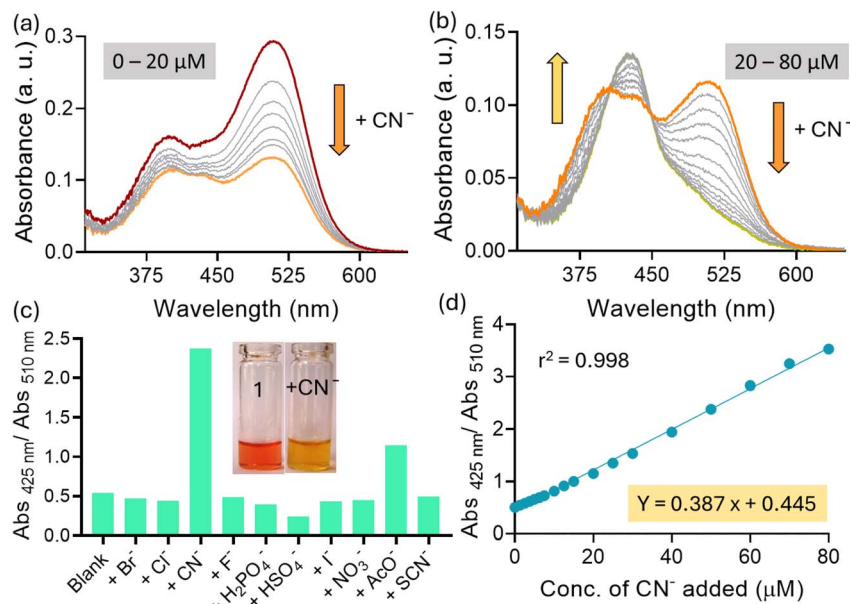 (a)
0 – 20 μM
+ CN⁻
Absorbance (a. u.)
0.3
0.2
0.1
0.0
375 450 525 600
Wavelength (nm)
(b)
20 – 80 μM
+ CN⁻
Absorbance (a. u.)
0.15
0.10
0.05
0.00
375 450 525 600
Wavelength (nm)
(c)
Abs 425 nm/ Abs 510 nm
2.5
2.0
1.5
1.0
0.5
0.0
1
+CN⁻
Blank
+ Br⁻
+ Cl⁻
+ CN⁻
+ F⁻
+ H₂PO₄⁻
+ HSO₄⁻
+ I⁻
+ NO₃⁻
+ AcO⁻
+ SCN⁻
(d)
Abs 425 nm/ Abs 510 nm
4
3
2
1
0
r² = 0.998
Y = 0.387 x + 0.445
0 20 40 60 80
Conc. of CN⁻ added (μM)